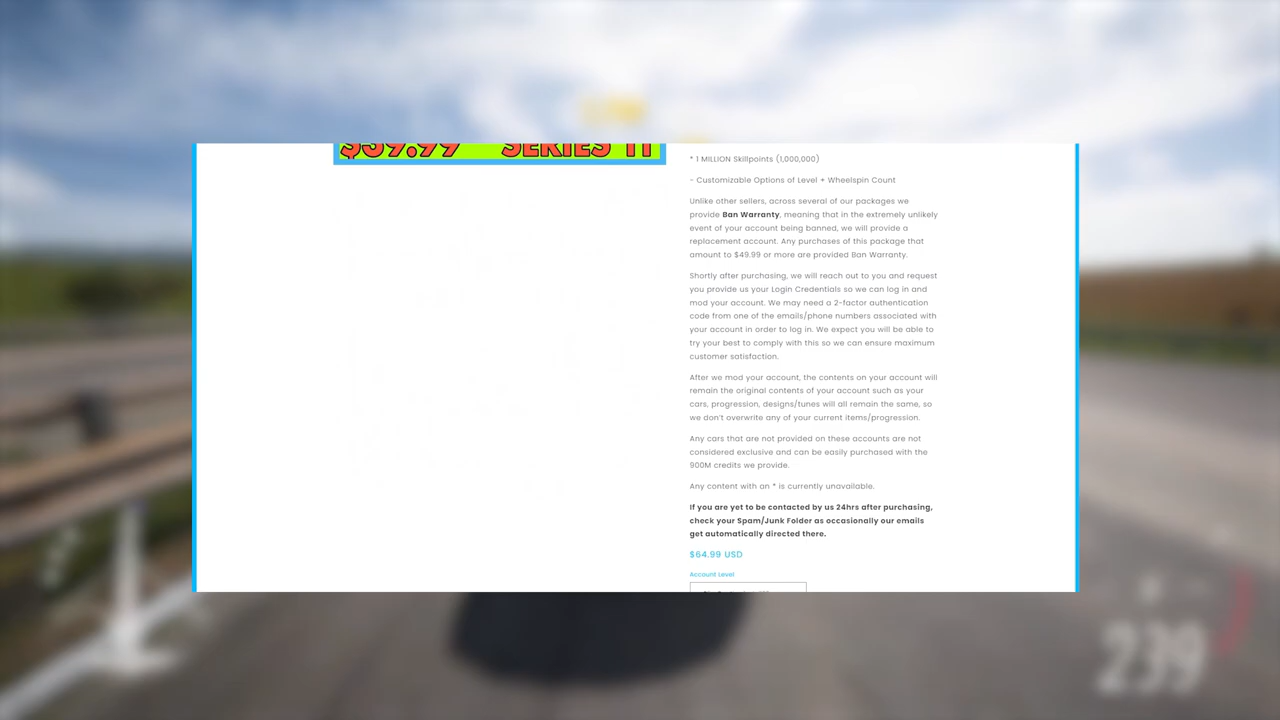 $59.99 SERIES 11
* 1 MILLION Skillpoints (1,000,000)
- Customizable Options of Level + Wheelspin Count
Unlike other sellers, across several of our packages we
provide Ban Warranty, meaning that in the extremely unlikely
event of your account being banned, we will provide a
replacement account. Any purchases of this package that
amount to $49.99 or more are provided Ban Warranty.
Shortly after purchasing, we will reach out to you and request
you provide us your Login Credentials so we can log in and
mod your account. We may need a 2-factor authentication
code from one of the emails/phone numbers associated with
your account in order to log in. We expect you will be able to
try your best to comply with this so we can ensure maximum
customer satisfaction.
After we mod your account, the contents on your account will
remain the original contents of your account such as your
cars, progression, designs/tunes will all remain the same, so
we don't overwrite any of your current items/progression.
Any cars that are not provided on these accounts are not
considered exclusive and can be easily purchased with the
900M credits we provide.
Any content with an * is currently unavailable.
If you are yet to be contacted by us 24hrs after purchasing,
check your Spam/Junk Folder as occasionally our emails
get automatically directed there.
$64.99 USD
Account Level
239